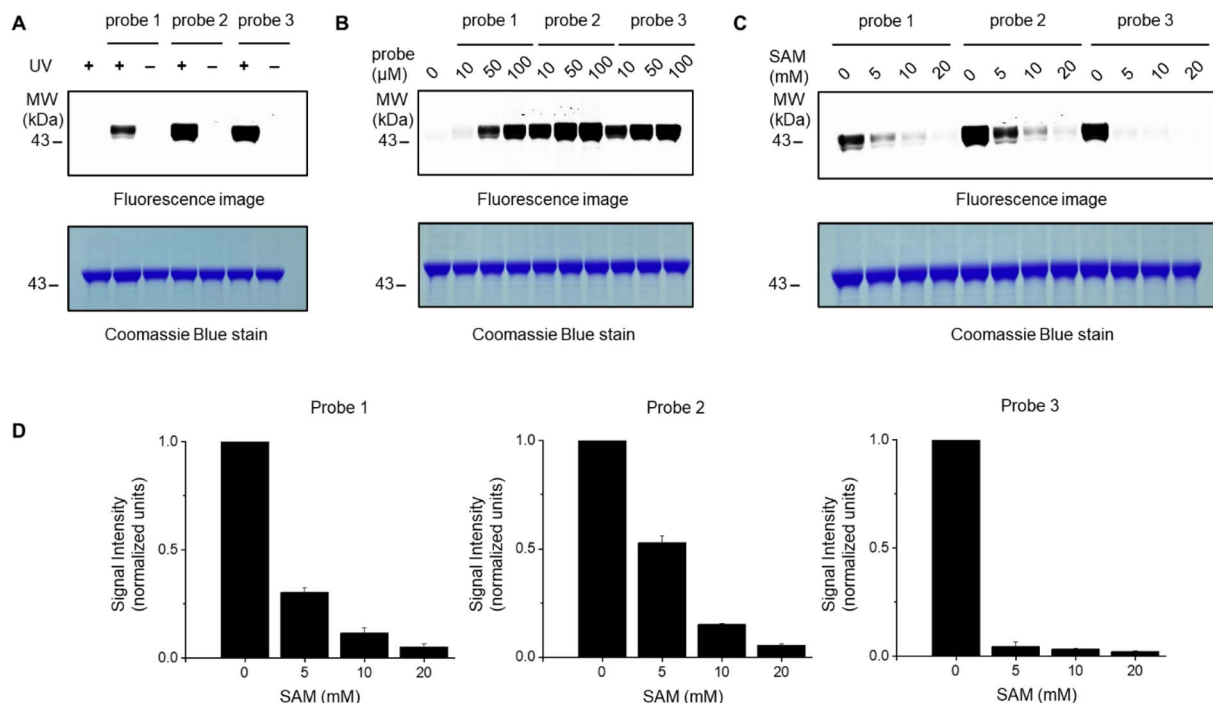 A
probe 1 probe 2 probe 3
UV + + – + – + –
MW
(kDa)
43 –
Fluorescence image
43 –
Coomassie Blue stain
B
probe 1 probe 2 probe 3
probe
(µM) 0 10 50 100 10 50 100 10 50 100
MW
(kDa)
43 –
Fluorescence image
43 –
Coomassie Blue stain
C
probe 1 probe 2 probe 3
SAM
(mM) 0 5 10 20 0 5 10 20 0 5 10 20
MW
(kDa)
43 –
Fluorescence image
43 –
Coomassie Blue stain
D
Probe 1
Signal Intensity
(normalized units)
1.0
0.5
0.0
0 5 10 20
SAM (mM)
Probe 2
Signal Intensity
(normalized units)
1.0
0.5
0.0
0 5 10 20
SAM (mM)
Probe 3
Signal Intensity
(normalized units)
1.0
0.5
0.0
0 5 10 20
SAM (mM)